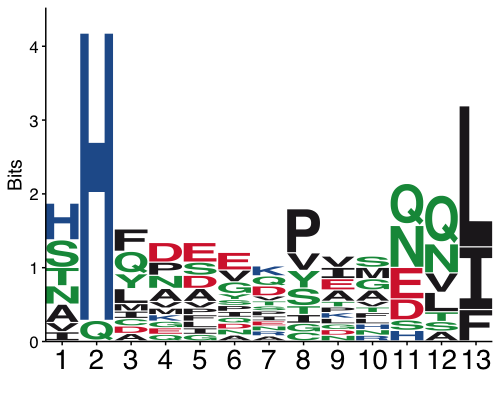 4
3
2
1
0
Bits
H S T N A V I
H Q
F Q Y L M I S D A
D P N A
E S D A
E V G
K Q D
P V Y S I T G
V I E A
S M G A
Q N E D S H
Q N V L T S A
L I F
1 2 3 4 5 6 7 8 9 10 11 12 13